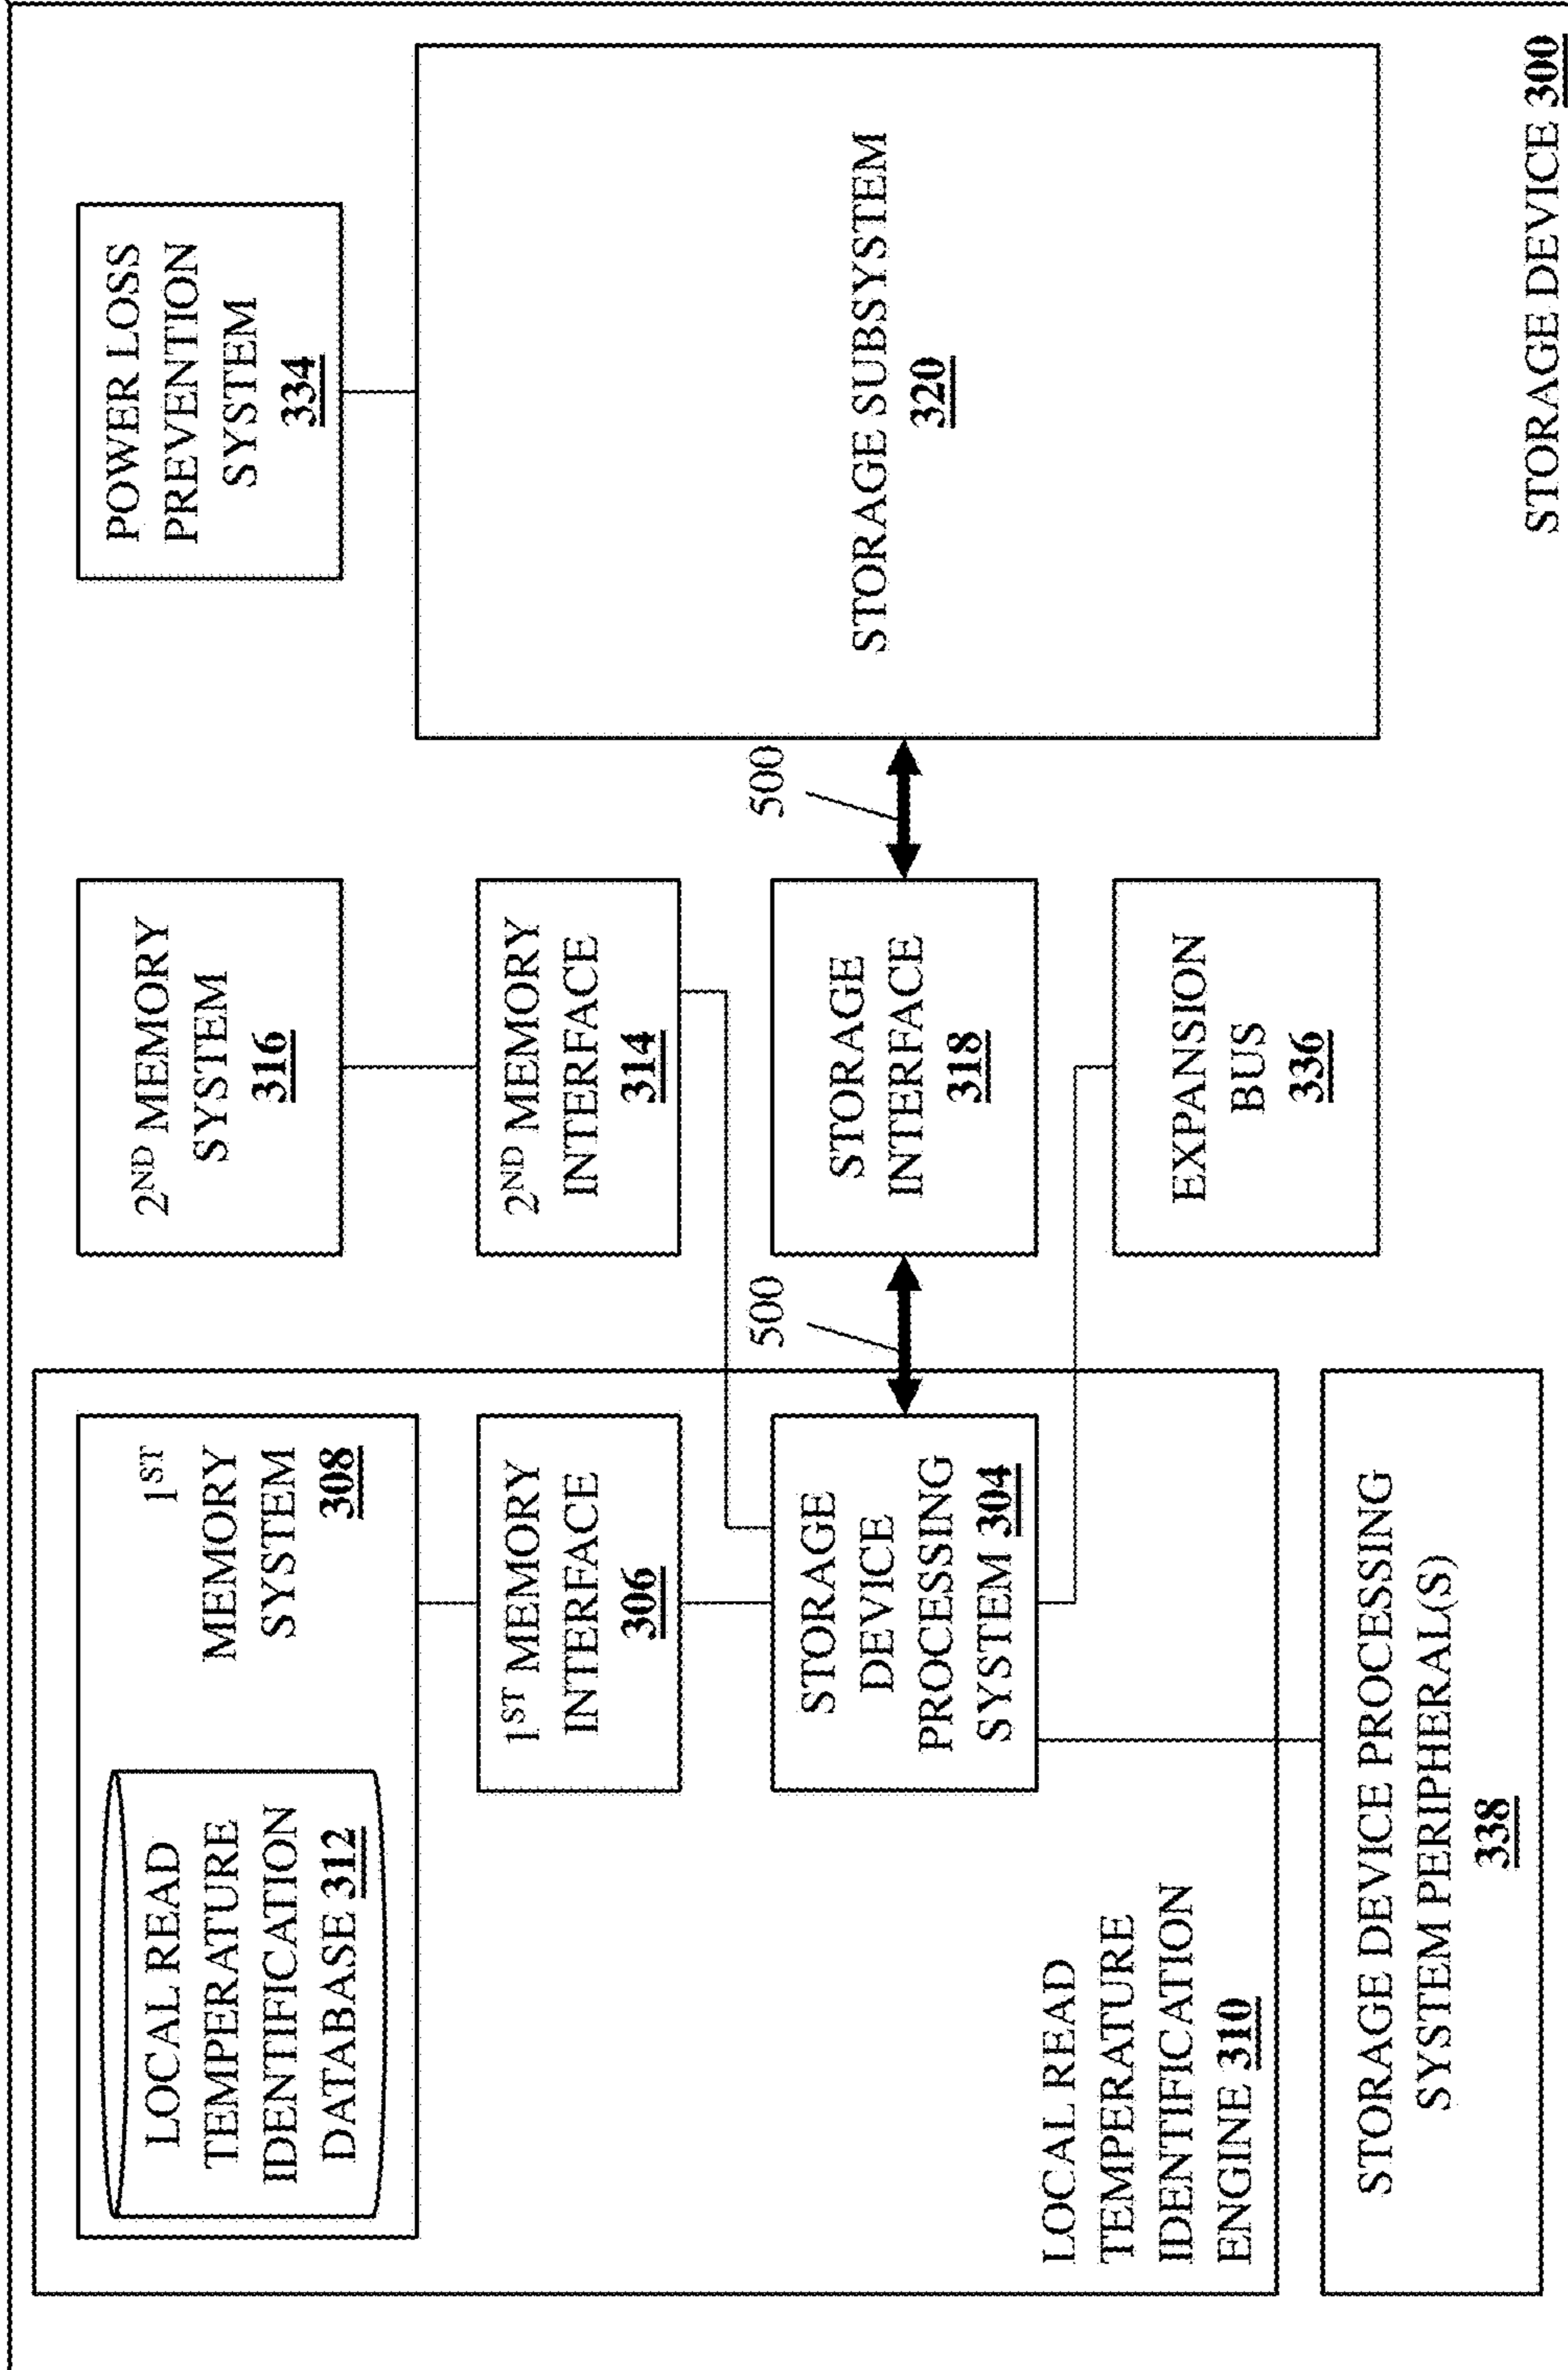 LOCAL READ
TEMPERATURE
IDENTIFICATION
DATABASE 312
1ST
MEMORY
SYSTEM
308
2ND MEMORY
SYSTEM
316
POWER LOSS
PREVENTION
SYSTEM
334
1ST MEMORY
INTERFACE
306
2ND MEMORY
INTERFACE
314
STORAGE
DEVICE
PROCESSING
SYSTEM 304
500
STORAGE
INTERFACE
318
500
STORAGE SUBSYSTEM
320
LOCAL READ
TEMPERATURE
IDENTIFICATION
ENGINE 310
EXPANSION
BUS
336
STORAGE DEVICE PROCESSING
SYSTEM PERIPHERAL(S)
338
STORAGE DEVICE 300